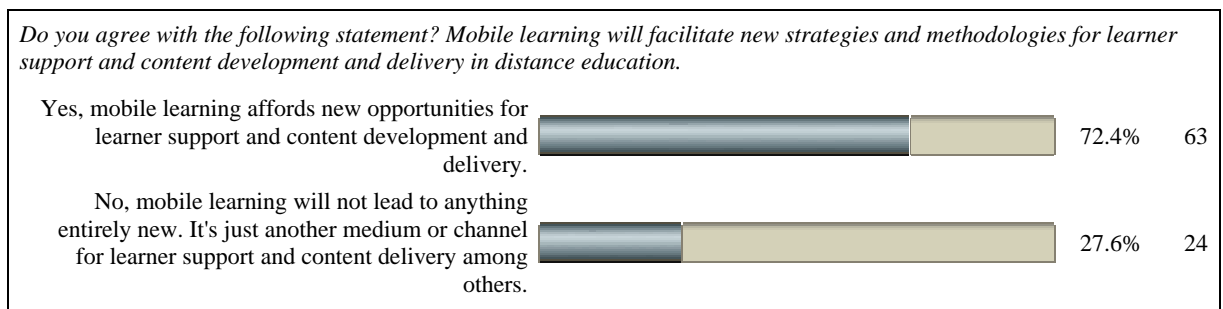 Do you agree with the following statement? Mobile learning will facilitate new strategies and methodologies for learner
support and content development and delivery in distance education.
Yes, mobile learning affords new opportunities for
learner support and content development and
delivery.
72.4% 63
No, mobile learning will not lead to anything
entirely new. It's just another medium or channel
for learner support and content delivery among
others.
27.6% 24